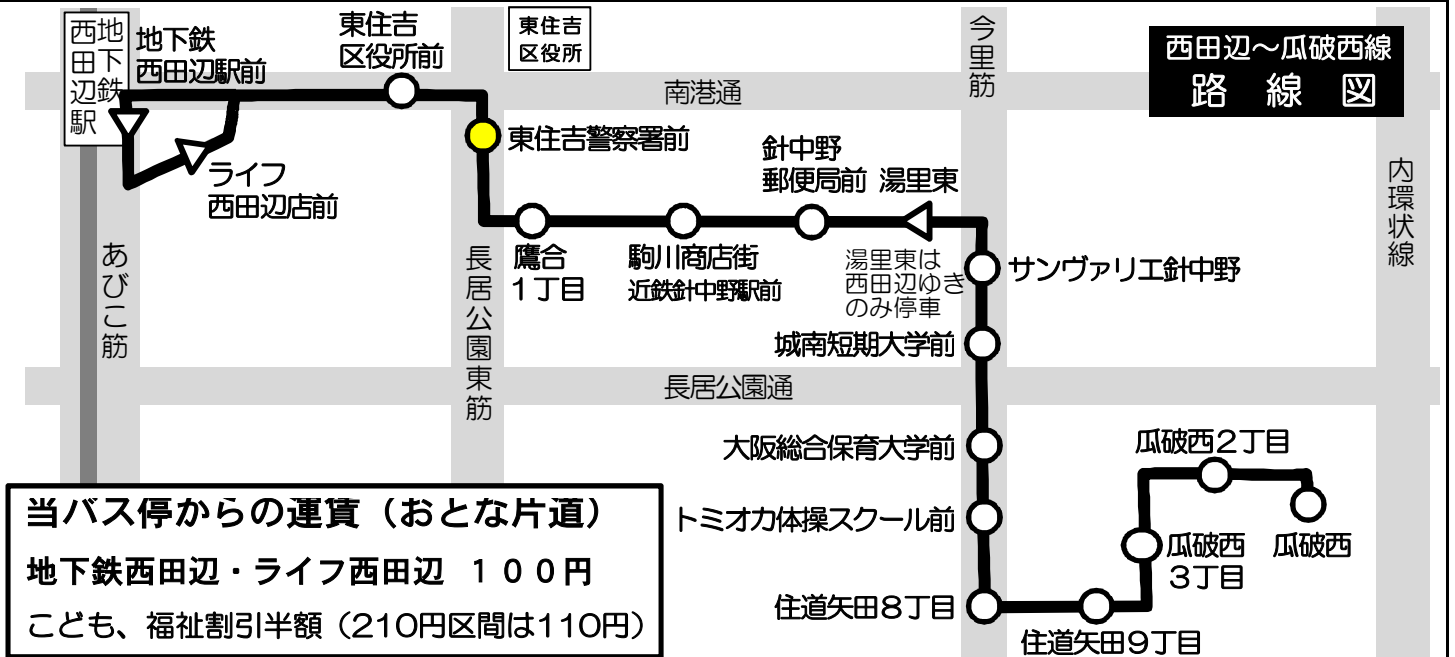 地下鉄
西田辺駅
地下鉄
西田辺駅前
東住吉
区役所前
東住吉
区役所
今里筋
西田辺～瓜破西線
路線図
南港通
東住吉警察署前
針中野
郵便局前
湯里東
ライフ
西田辺店前
内環状線
あびこ筋
長居公園東筋
鷹合
1丁目
駒川商店街
近鉄針中野駅前
湯里東は
西田辺ゆき
のみ停車
サンヴァリエ針中野
城南短期大学前
長居公園通
大阪総合保育大学前
瓜破西2丁目
トミオカ体操スクール前
瓜破西
3丁目
瓜破西
住道矢田8丁目
住道矢田9丁目
当バス停からの運賃（おとな片道）
地下鉄西田辺・ライフ西田辺 １００円
こども、福祉割引半額（210円区間は110円）